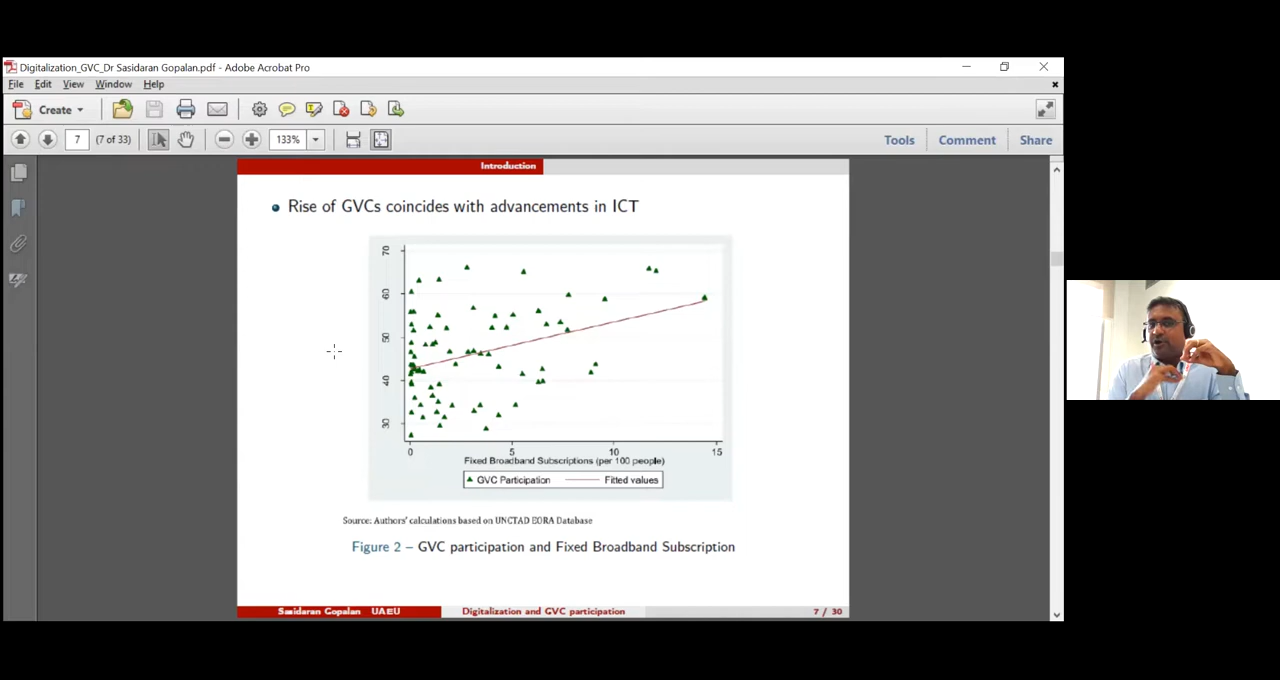 Digitalization_GVC_Dr Sasidaran Gopalan.pdf - Adobe Acrobat Pro
File Edit View Window Help
Create
7 (7 of 33) 133% Tools Comment Share
Introduction
Rise of GVCs coincides with advancements in ICT
70
60
50
40
30
0 5 10 15
Fixed Broadband Subscriptions (per 100 people)
GVC Participation Fitted values
Source: Authors' calculations based on UNCTAD EORA Database
Figure 2 – GVC participation and Fixed Broadband Subscription
Sasidaran Gopalan UAEU Digitalization and GVC participation 7 / 30